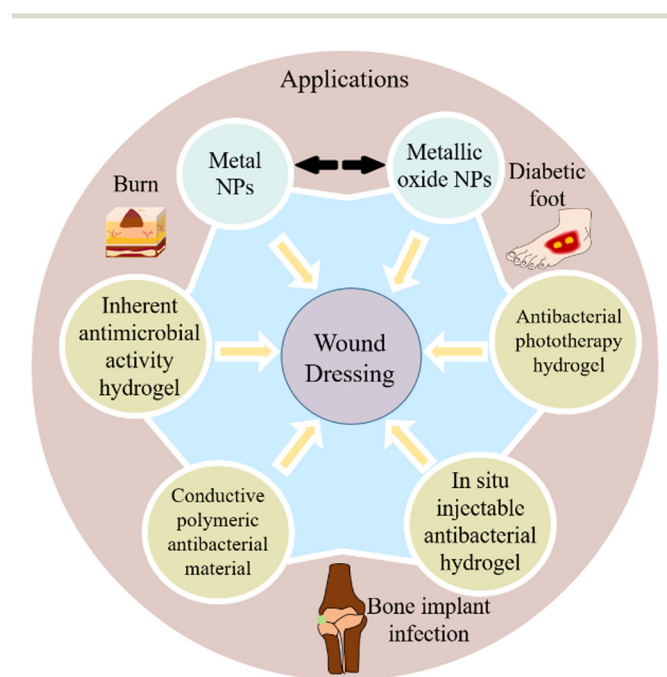 Applications
Metal
NPs
Metallic
oxide NPs
Burn
Diabetic
foot
Inherent
antimicrobial
activity hydrogel
Wound
Dressing
Antibacterial
phototherapy
hydrogel
Conductive
polymeric
antibacterial
material
In situ
injectable
antibacterial
hydrogel
Bone implant
infection